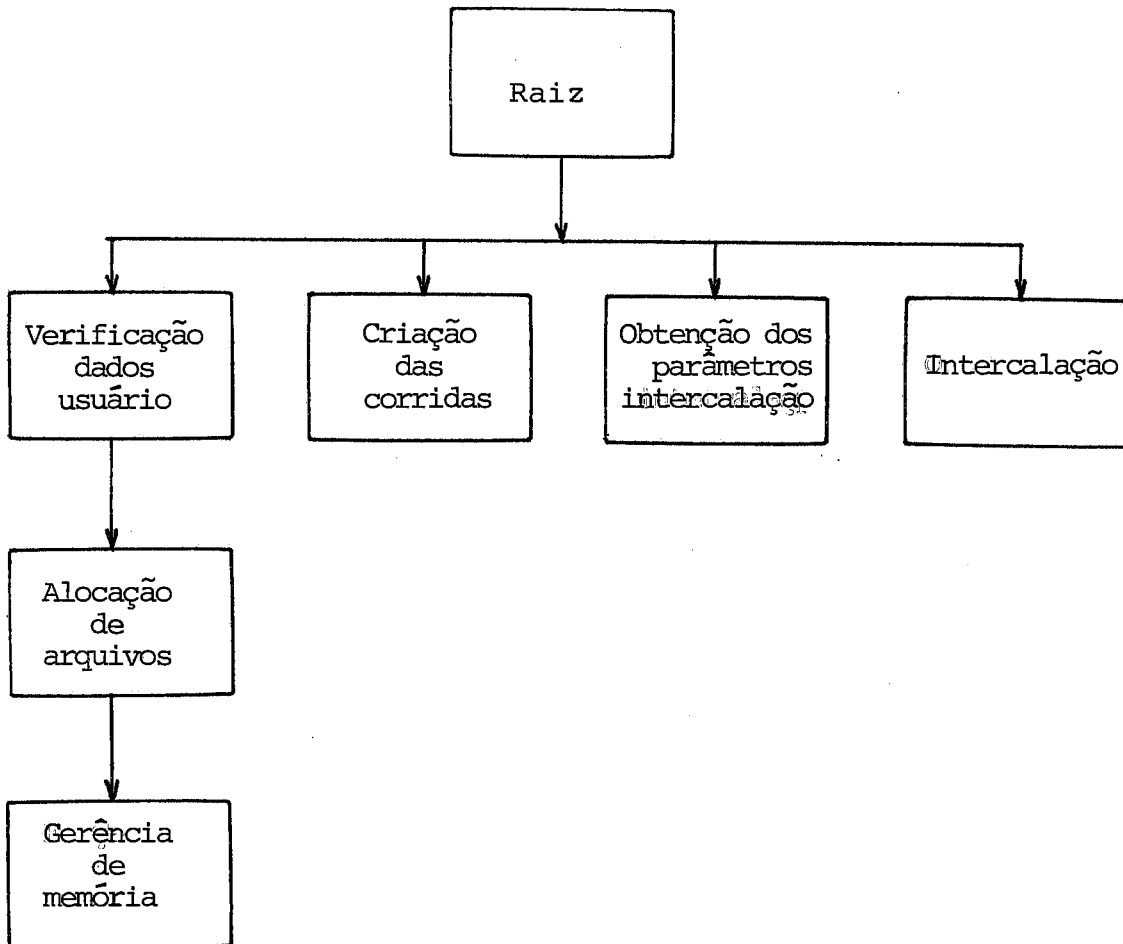 Raiz
Verificação
dados
usuário
Criação
das
corridas
Obtenção dos
parâmetros
intercalação
Intercalação
Alocação
de
arquivos
Gerência
de
memória